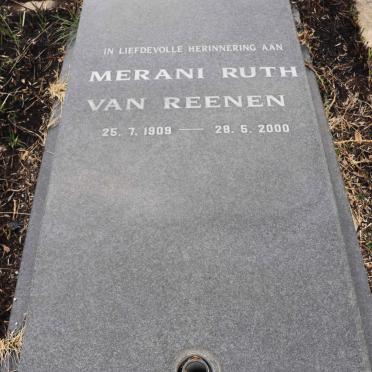 IN LIEFDEVOLLE HERINNERING AAN
MERANI RUTH
VAN REENEN
25. 7. 1909 — 28. 5. 2000